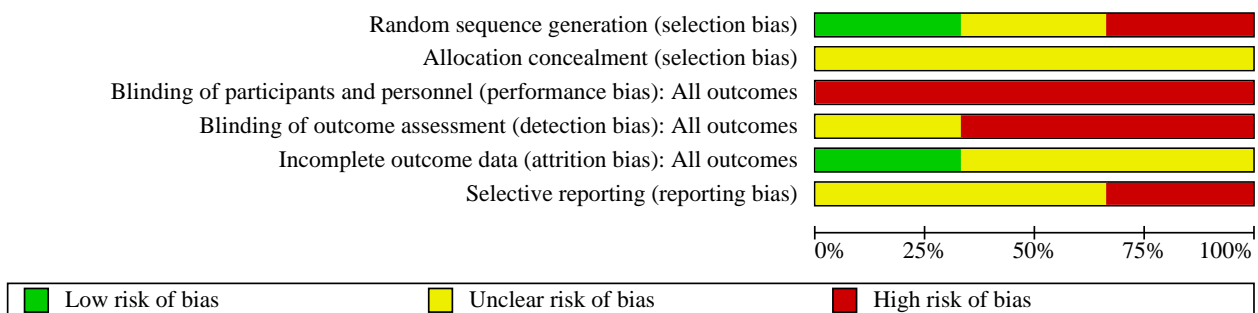 Random sequence generation (selection bias)
Allocation concealment (selection bias)
Blinding of participants and personnel (performance bias): All outcomes
Blinding of outcome assessment (detection bias): All outcomes
Incomplete outcome data (attrition bias): All outcomes
Selective reporting (reporting bias)
0% 25% 50% 75% 100%
Low risk of bias Unclear risk of bias High risk of bias